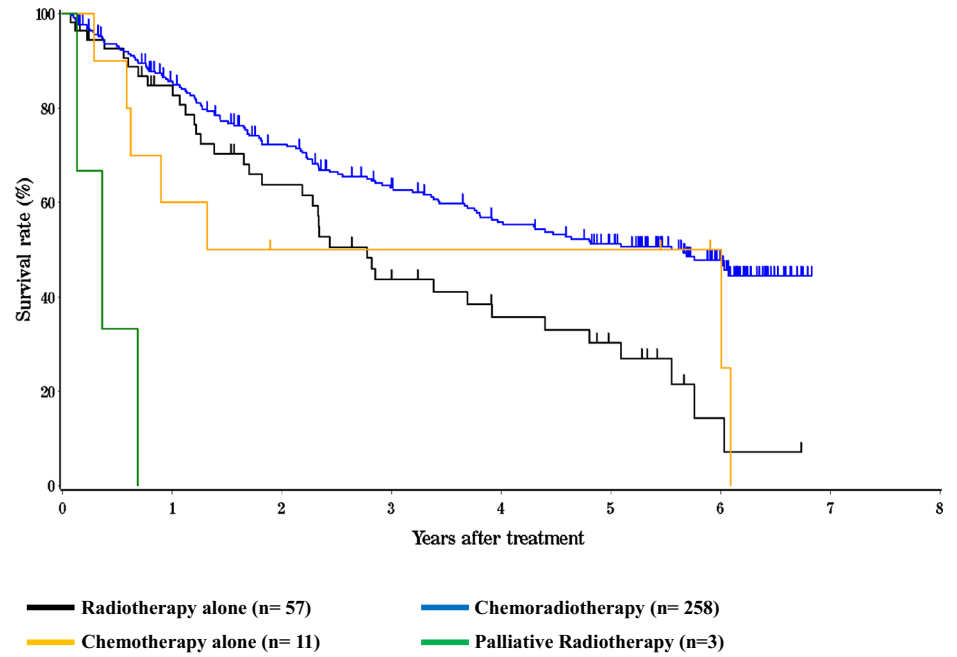 100
80
60
40
20
0
Survival rate (%)
0 1 2 3 4 5 6 7 8
Years after treatment
Radiotherapy alone (n= 57)
Chemoradiotherapy (n= 258)
Chemotherapy alone (n= 11)
Palliative Radiotherapy (n=3)